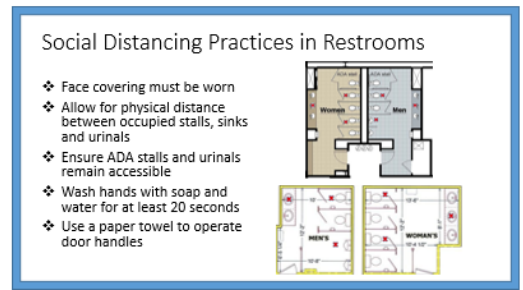 Social Distancing Practices in Restrooms
❖ Face covering must be worn
❖ Allow for physical distance
between occupied stalls, sinks
and urinals
❖ Ensure ADA stalls and urinals
remain accessible
❖ Wash hands with soap and
water for at least 20 seconds
❖ Use a paper towel to operate
door handles
ADA stall
ADA stall
Women
Men
MEN'S
WOMAN'S